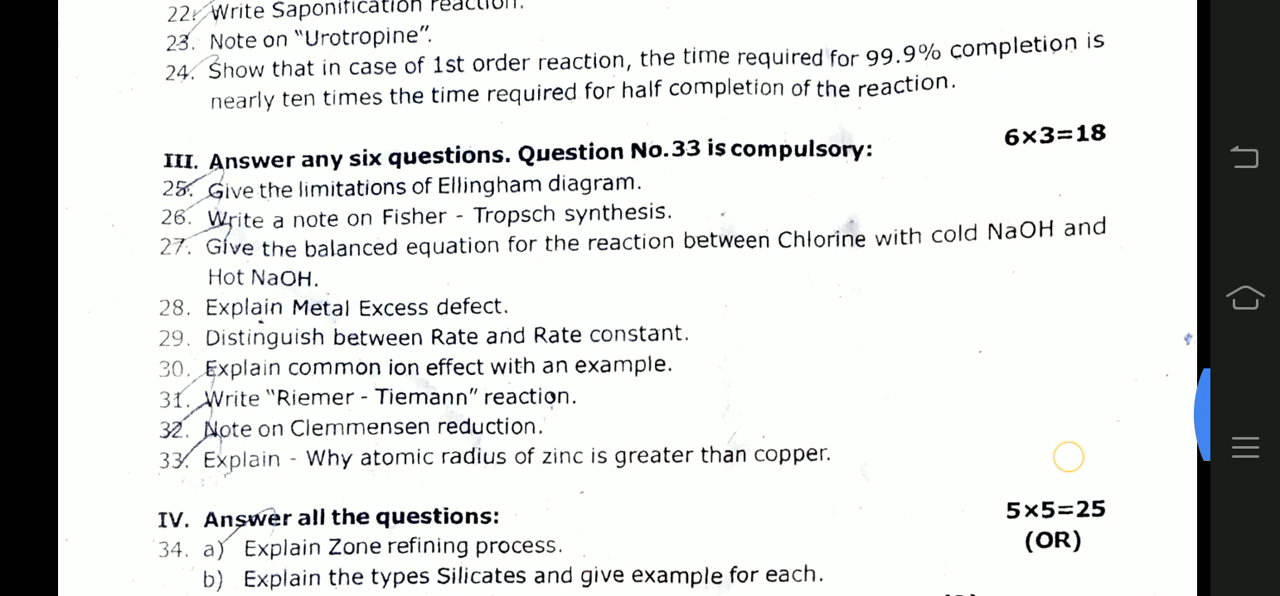 22. Write Saponification reaction.
23. Note on "Urotropine".
24. Show that in case of 1st order reaction, the time required for 99.9% completion is
nearly ten times the time required for half completion of the reaction.
III. Answer any six questions. Question No.33 is compulsory: 6×3=18
25. Give the limitations of Ellingham diagram.
26. Write a note on Fisher - Tropsch synthesis.
27. Give the balanced equation for the reaction between Chlorine with cold NaOH and
Hot NaOH.
28. Explain Metal Excess defect.
29. Distinguish between Rate and Rate constant.
30. Explain common ion effect with an example.
31. Write "Riemer - Tiemann" reaction.
32. Note on Clemmensen reduction.
33. Explain - Why atomic radius of zinc is greater than copper.
IV. Answer all the questions: 5×5=25
34. a) Explain Zone refining process. (OR)
b) Explain the types Silicates and give example for each.